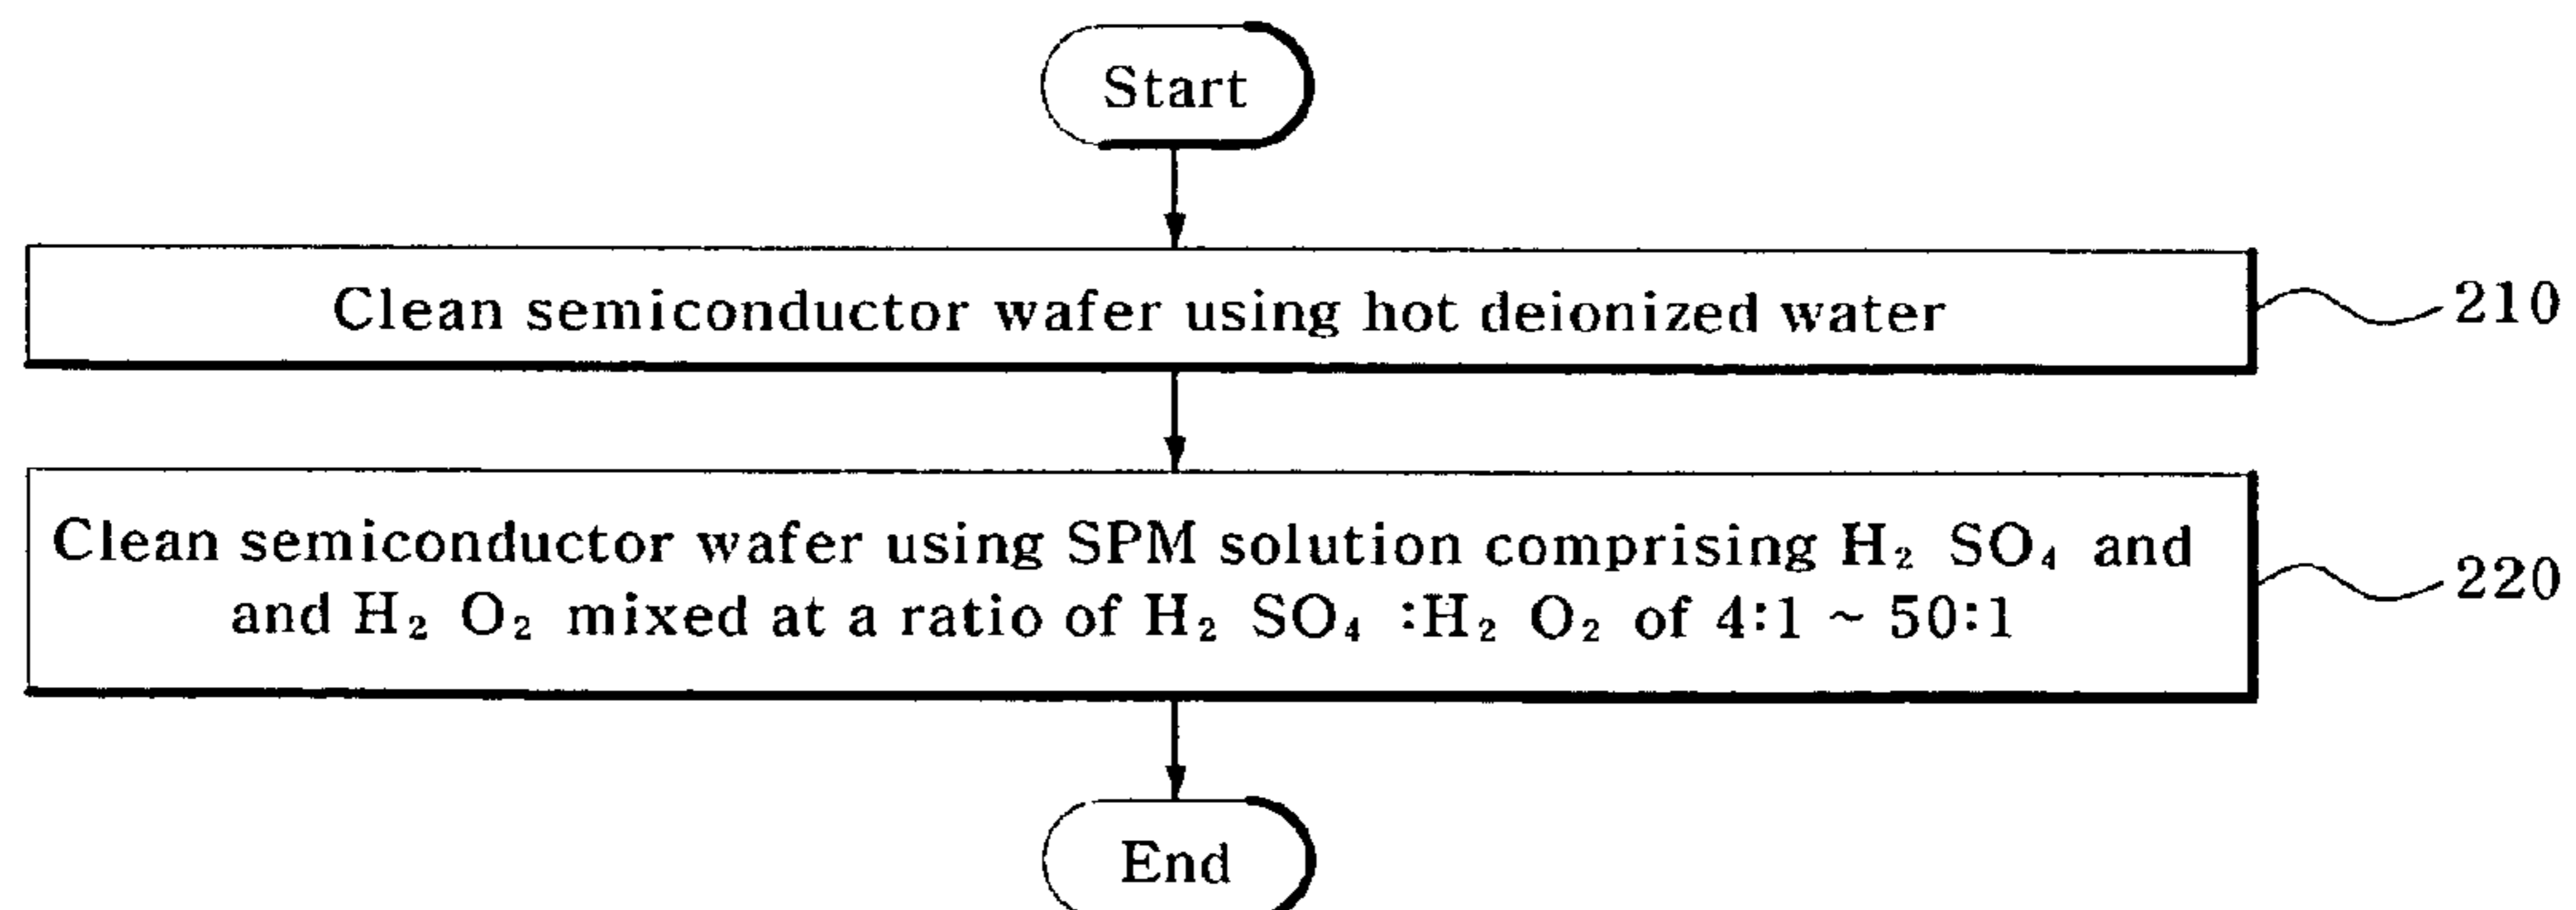 Start
Clean semiconductor wafer using hot deionized water
210
Clean semiconductor wafer using SPM solution comprising H₂ SO₄ and
and H₂ O₂ mixed at a ratio of H₂ SO₄ :H₂ O₂ of 4:1 ~ 50:1
220
End